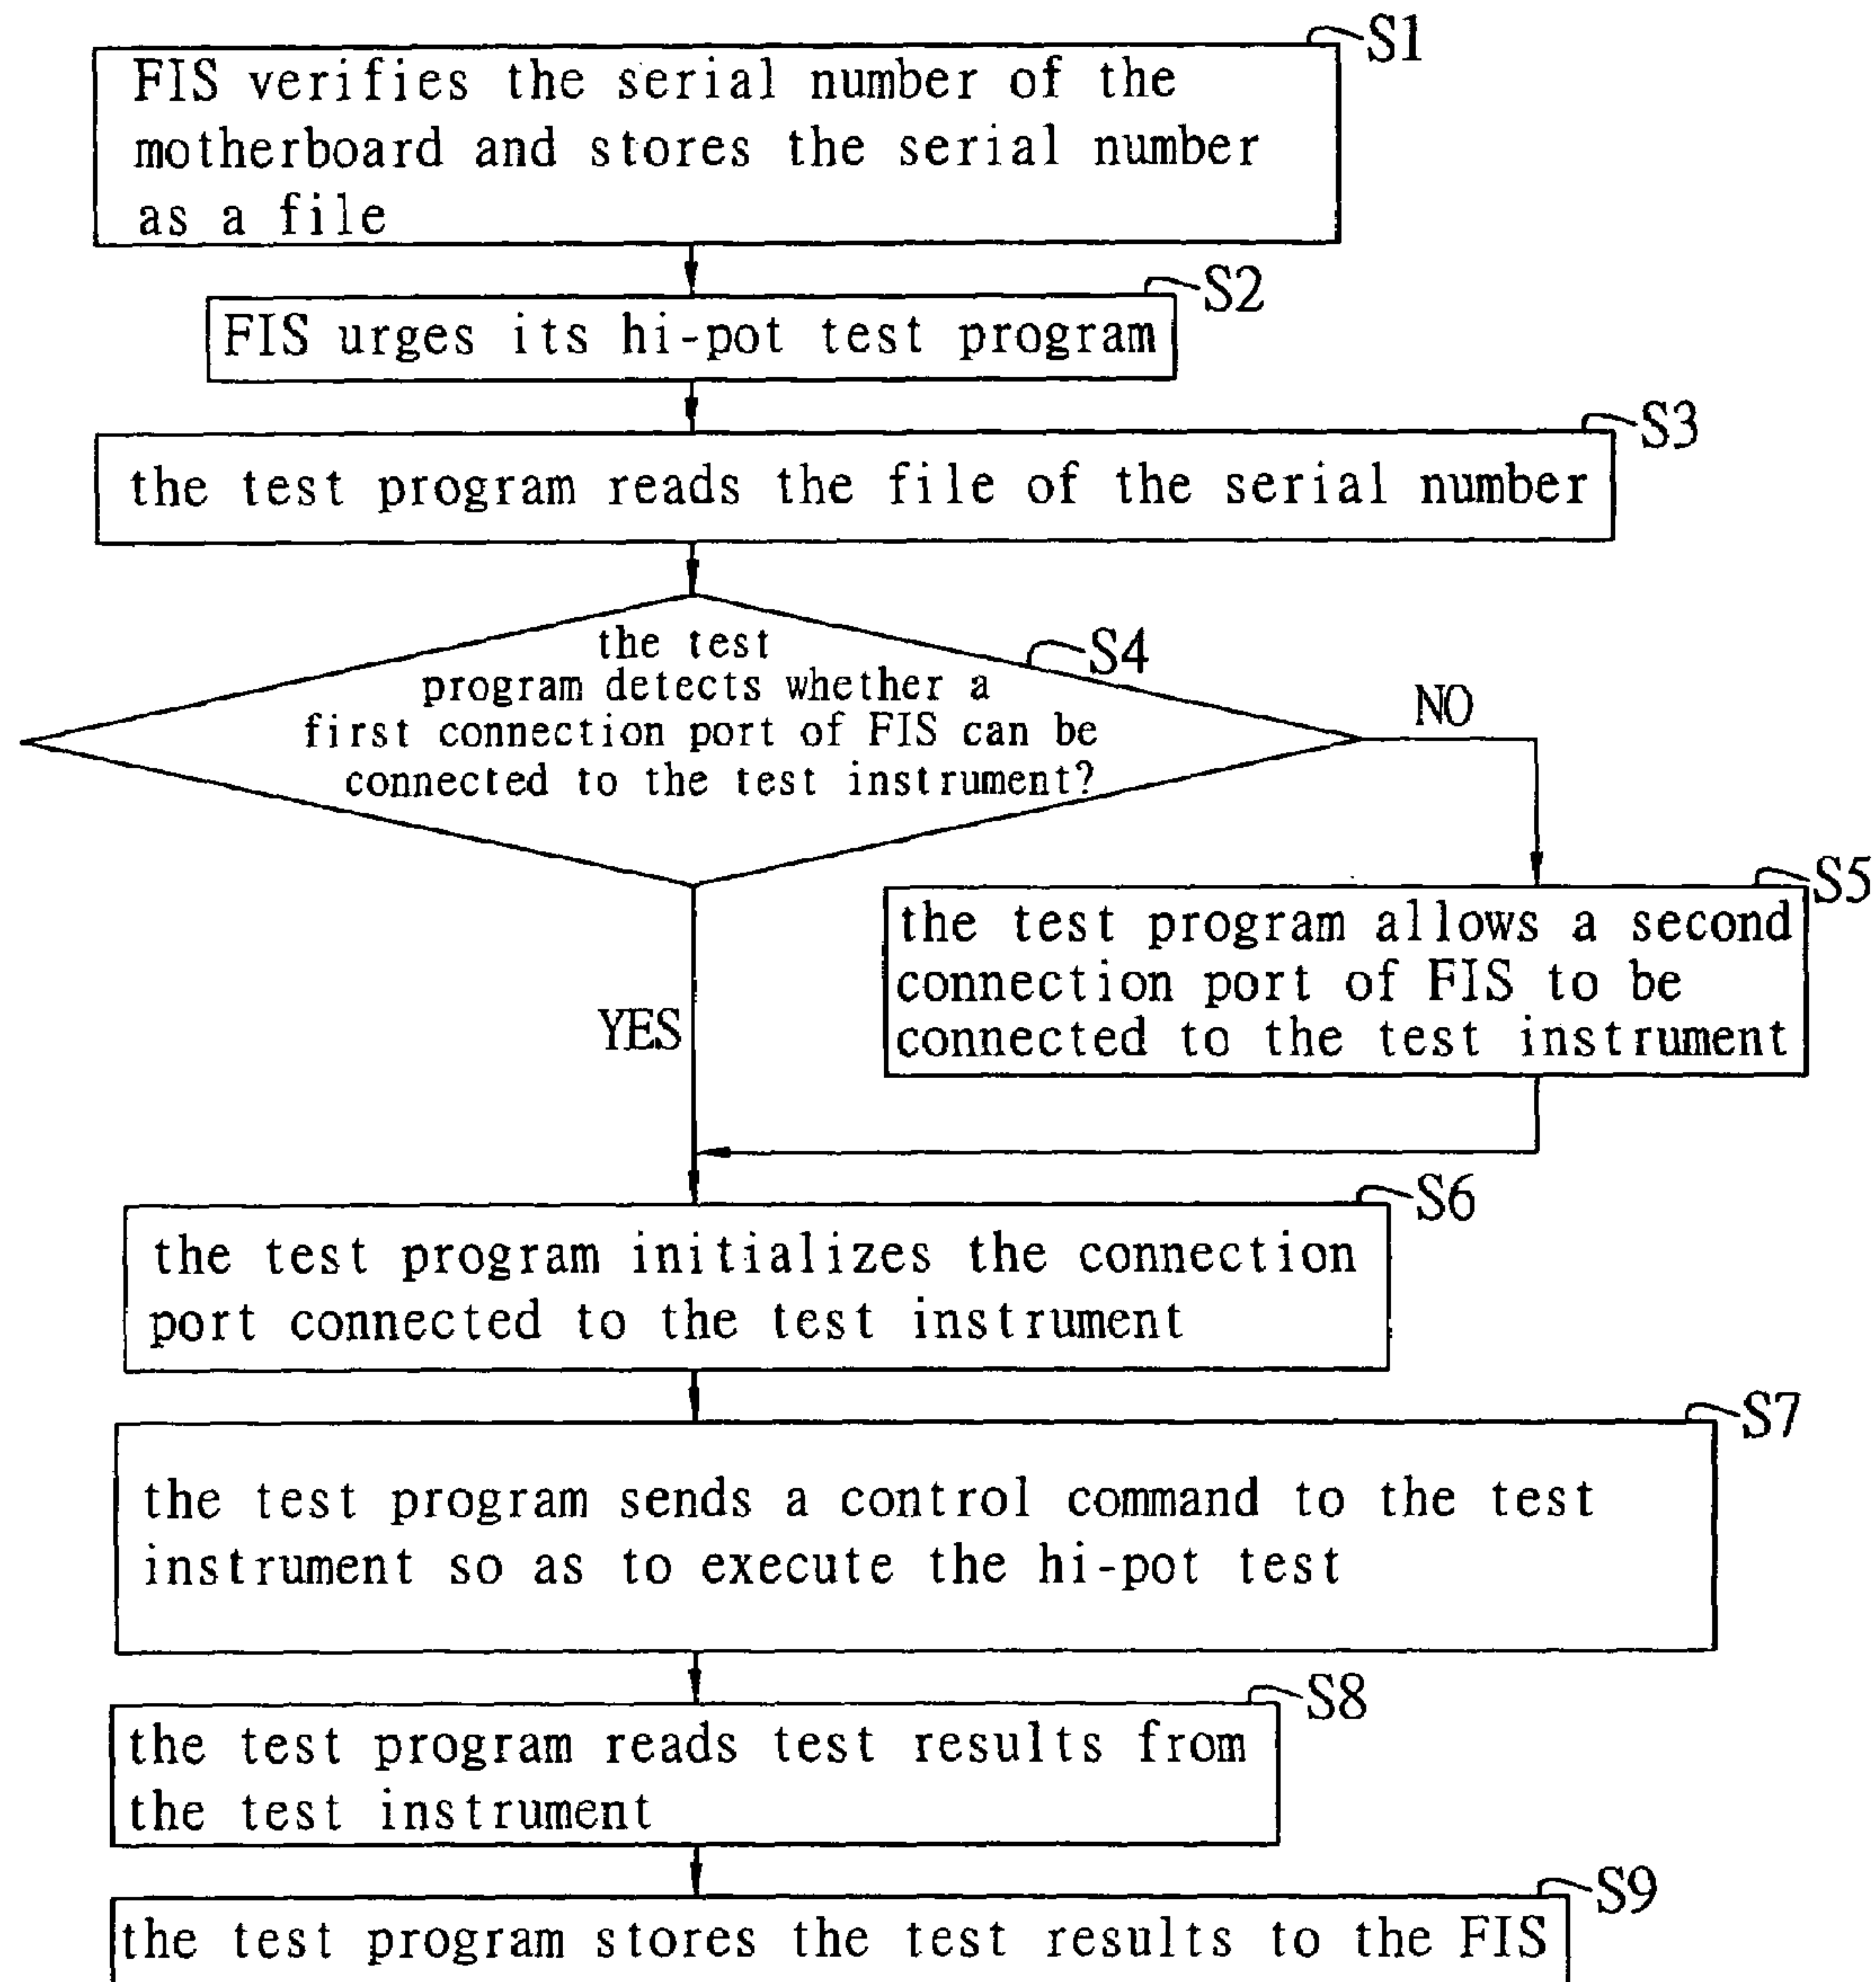 S1
FIS verifies the serial number of the
motherboard and stores the serial number
as a file
S2
FIS urges its hi-pot test program
S3
the test program reads the file of the serial number
S4
the test
program detects whether a
first connection port of FIS can be
connected to the test instrument?
NO
S5
the test program allows a second
connection port of FIS to be
connected to the test instrument
YES
S6
the test program initializes the connection
port connected to the test instrument
S7
the test program sends a control command to the test
instrument so as to execute the hi-pot test
S8
the test program reads test results from
the test instrument
S9
the test program stores the test results to the FIS